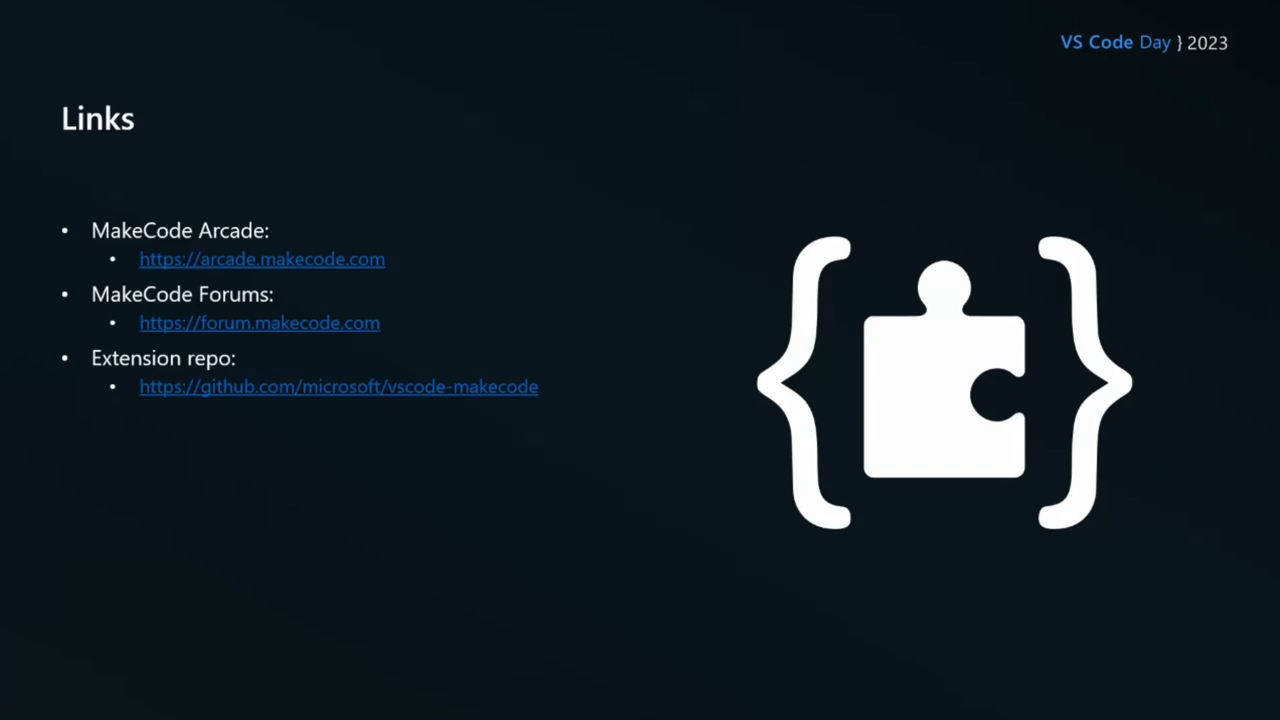 VS Code Day } 2023
Links
• MakeCode Arcade:
• https://arcade.makecode.com
• MakeCode Forums:
• https://forum.makecode.com
• Extension repo:
• https://github.com/microsoft/vscode-makecode